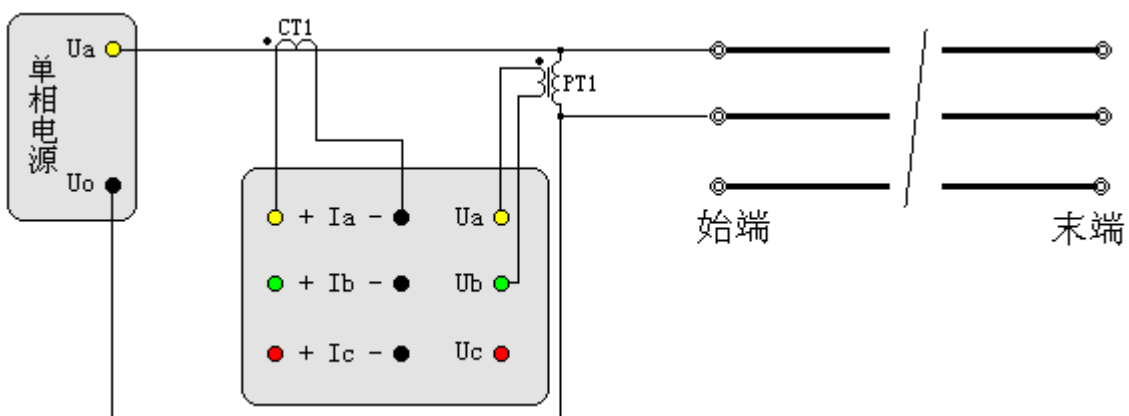 单相电源
Ua
Uo
CT1
PT1
+ Ia - Ua
+ Ib - Ub
+ Ic - Uc
始端
末端